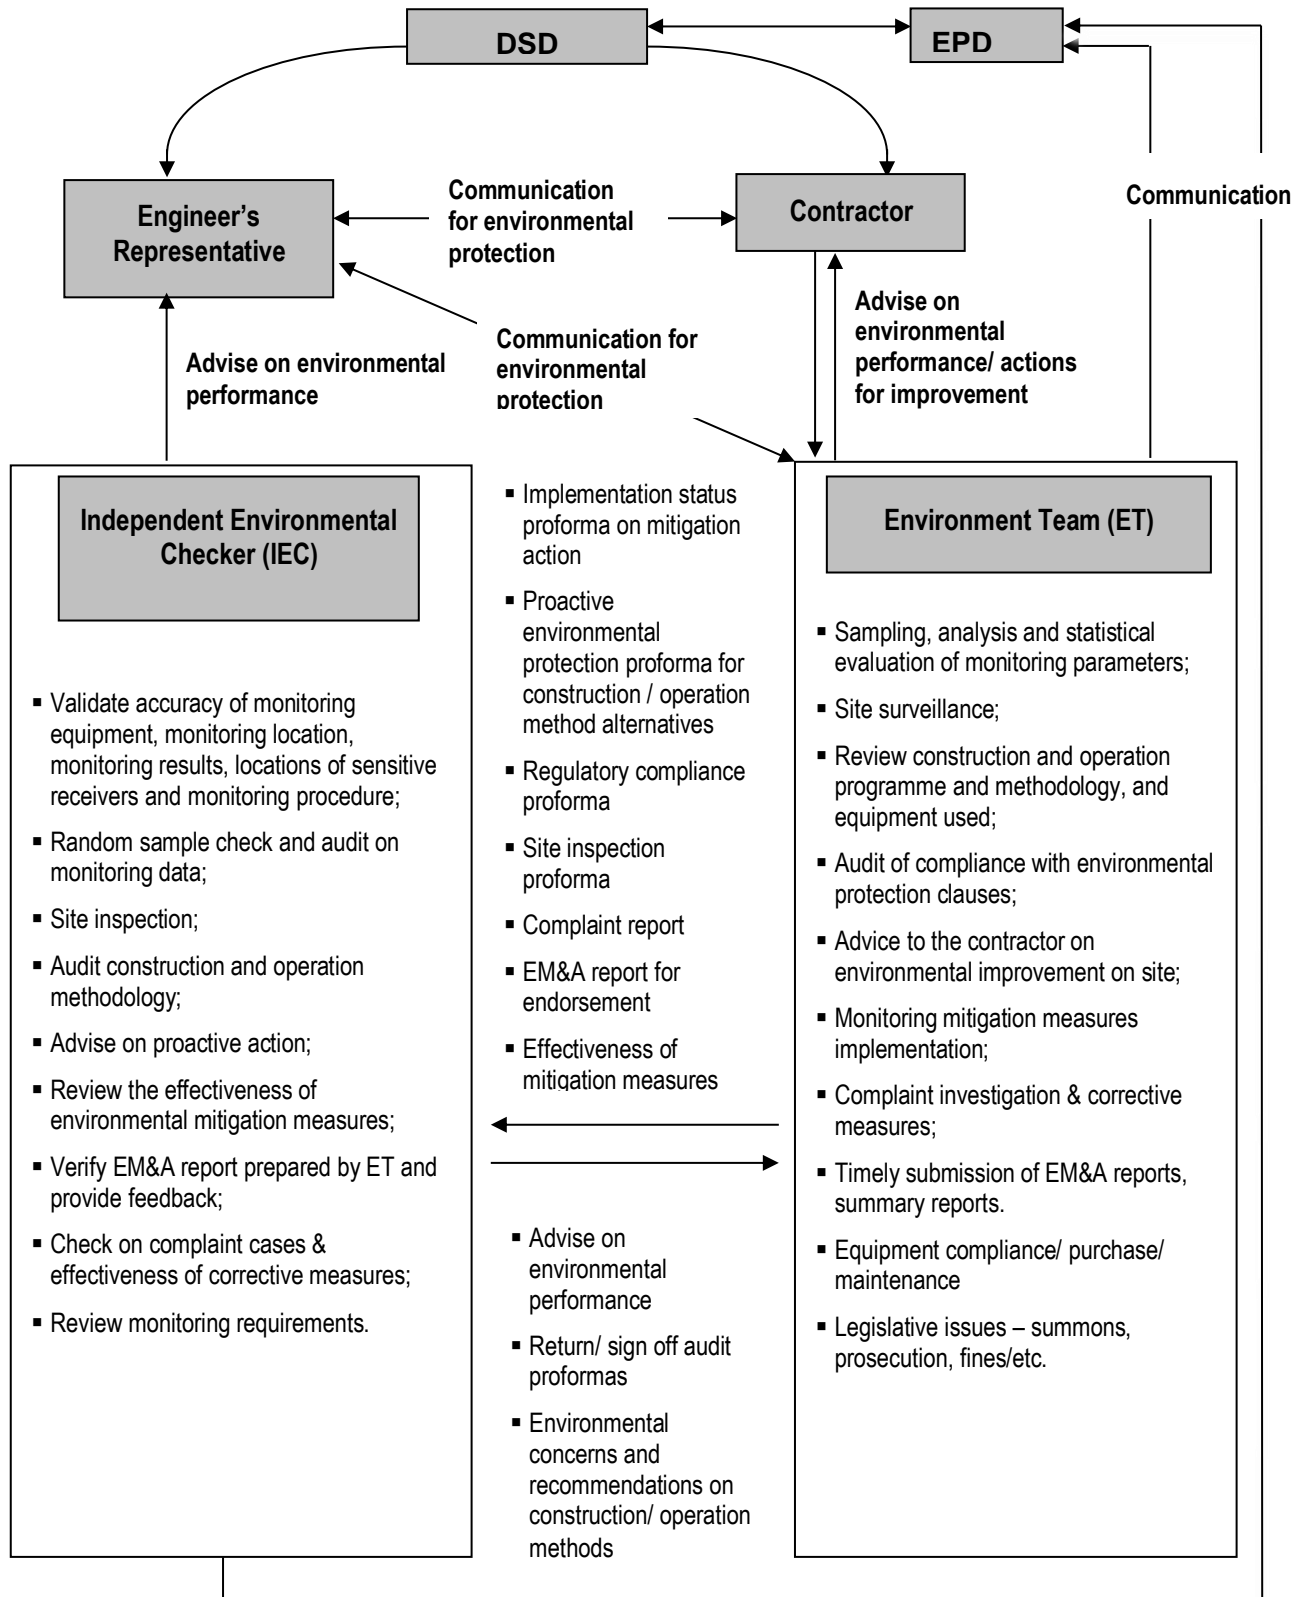 DSD
EPD
Engineer's
Representative
Communication
for environmental
protection
Contractor
Communication
Advise on environmental
performance
Communication for
environmental
protection
Advise on
environmental
performance/ actions
for improvement
Independent Environmental
Checker (IEC)
▪ Validate accuracy of monitoring
equipment, monitoring location,
monitoring results, locations of sensitive
receivers and monitoring procedure;
▪ Random sample check and audit on
monitoring data;
▪ Site inspection;
▪ Audit construction and operation
methodology;
▪ Advise on proactive action;
▪ Review the effectiveness of
environmental mitigation measures;
▪ Verify EM&A report prepared by ET and
provide feedback;
▪ Check on complaint cases &
effectiveness of corrective measures;
▪ Review monitoring requirements.
▪ Implementation status
proforma on mitigation
action
▪ Proactive
environmental
protection proforma for
construction / operation
method alternatives
▪ Regulatory compliance
proforma
▪ Site inspection
proforma
▪ Complaint report
▪ EM&A report for
endorsement
▪ Effectiveness of
mitigation measures
▪ Advise on
environmental
performance
▪ Return/ sign off audit
proformas
▪ Environmental
concerns and
recommendations on
construction/ operation
methods
Environment Team (ET)
▪ Sampling, analysis and statistical
evaluation of monitoring parameters;
▪ Site surveillance;
▪ Review construction and operation
programme and methodology, and
equipment used;
▪ Audit of compliance with environmental
protection clauses;
▪ Advice to the contractor on
environmental improvement on site;
▪ Monitoring mitigation measures
implementation;
▪ Complaint investigation & corrective
measures;
▪ Timely submission of EM&A reports,
summary reports.
▪ Equipment compliance/ purchase/
maintenance
▪ Legislative issues – summons,
prosecution, fines/etc.